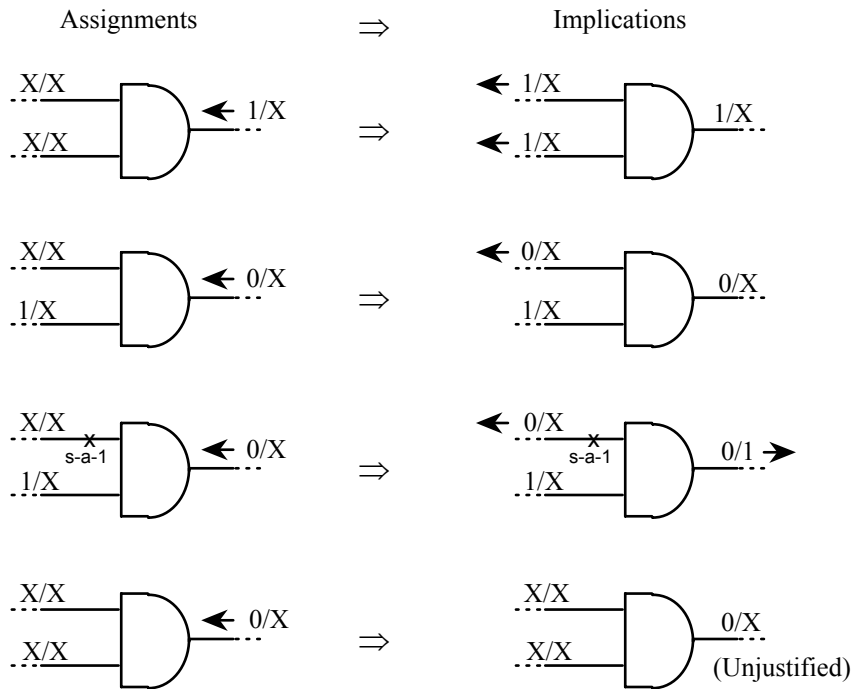 Assignments ⇒ Implications
X/X 1/X ⇒ 1/X 1/X
X/X 1/X
X/X 0/X ⇒ 0/X 0/X
1/X 1/X
X/X 0/X ⇒ 0/X 0/1
x s-a-1 x s-a-1
1/X 1/X
X/X 0/X ⇒ X/X 0/X
X/X X/X (Unjustified)